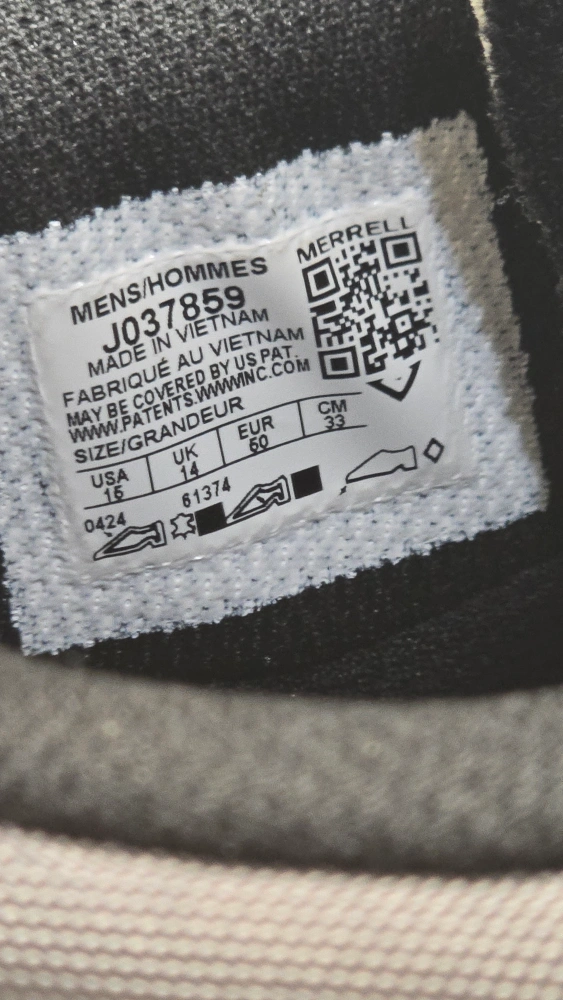 MERRELL
MENS/HOMMES
J037859
MADE IN VIETNAM
FABRIQUÉ AU VIETNAM
MAY BE COVERED BY US PAT.
WWW.PATENTS.WWWINC.COM
SIZE/GRANDEUR
USA UK EUR CM
15 14 50 33
0424 61374